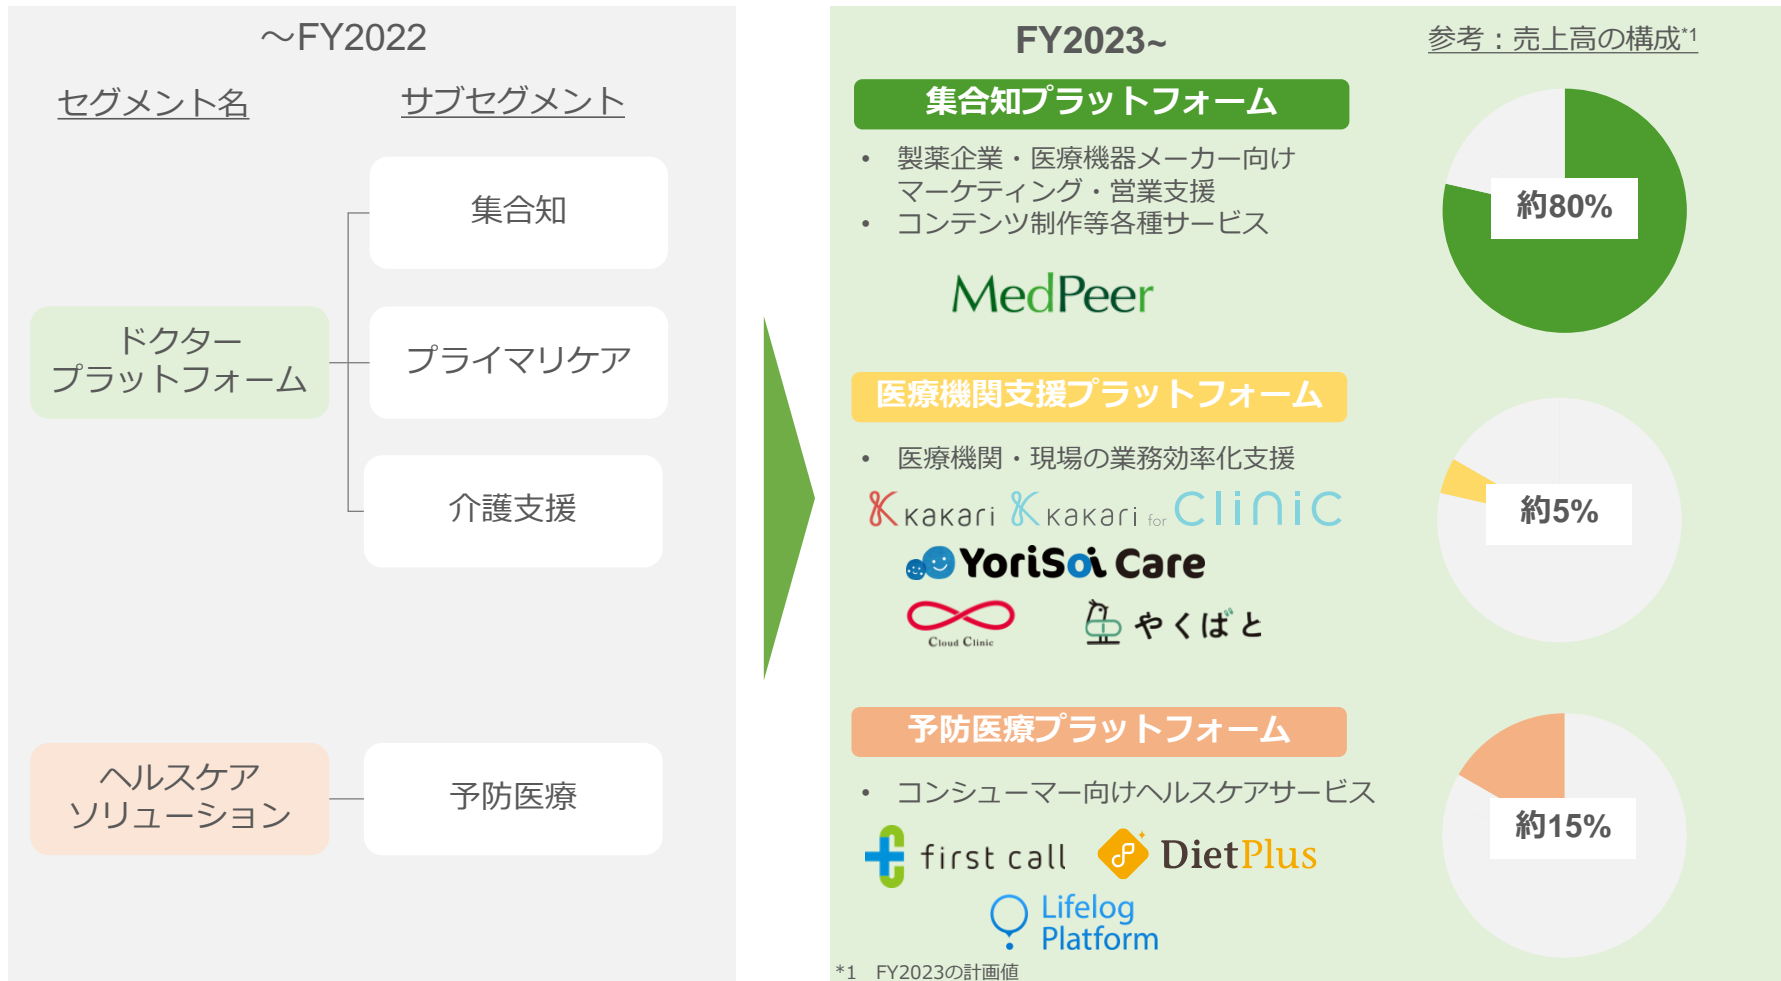 ～FY2022
セグメント名
サブセグメント
集合知
ドクター
プラットフォーム
プライマリケア
介護支援
ヘルスケア
ソリューション
予防医療
FY2023~
参考：売上高の構成*1
集合知プラットフォーム
• 製薬企業・医療機器メーカー向け
マーケティング・営業支援
• コンテンツ制作等各種サービス
MedPeer
約80%
医療機関支援プラットフォーム
• 医療機関・現場の業務効率化支援
kakari kakari for clinic
YoriSoi Care
Cloud Clinic
やくばと
約5%
予防医療プラットフォーム
• コンシューマー向けヘルスケアサービス
first call
DietPlus
Lifelog
Platform
約15%
*1 FY2023の計画値